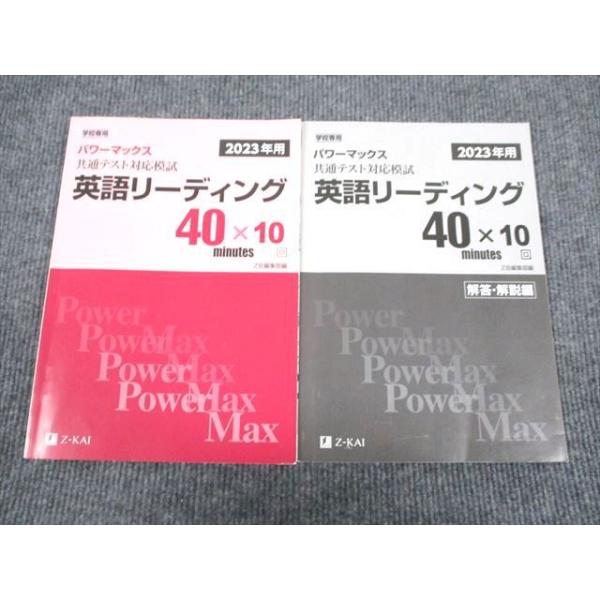 学校専用
パワーマックス
2023年用
共通テスト対応模試
英語リーディング
40 × 10
minutes 回
Z会編集部編
Power
PowerMax
PowerMax
PowerMax
Max
Z-KAI
学校専用
パワーマックス
2023年用
共通テスト対応模試
英語リーディング
40 × 10
minutes 回
Z会編集部編
解答・解説編
Power
PowerMax
PowerMax
PowerMax
Max
Z-KAI